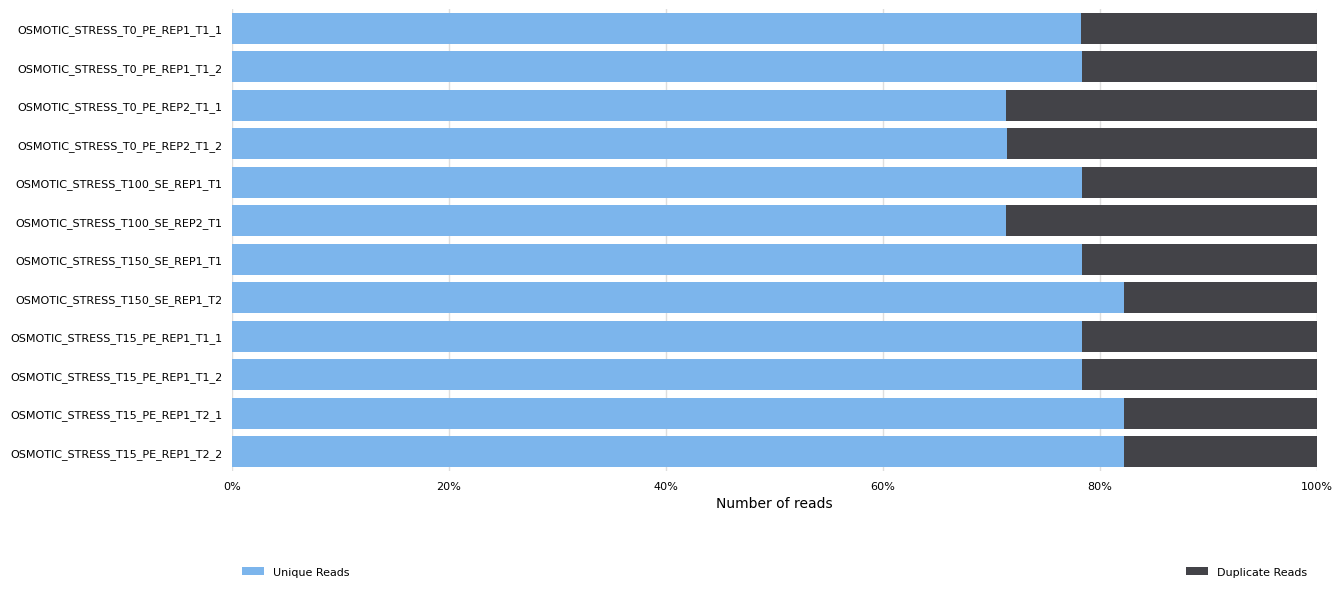 OSMOTIC_STRESS_T0_PE_REP1_T1_1
OSMOTIC_STRESS_T0_PE_REP1_T1_2
OSMOTIC_STRESS_T0_PE_REP2_T1_1
OSMOTIC_STRESS_T0_PE_REP2_T1_2
OSMOTIC_STRESS_T100_SE_REP1_T1
OSMOTIC_STRESS_T100_SE_REP2_T1
OSMOTIC_STRESS_T150_SE_REP1_T1
OSMOTIC_STRESS_T150_SE_REP1_T2
OSMOTIC_STRESS_T15_PE_REP1_T1_1
OSMOTIC_STRESS_T15_PE_REP1_T1_2
OSMOTIC_STRESS_T15_PE_REP1_T2_1
OSMOTIC_STRESS_T15_PE_REP1_T2_2
0% 20% 40% 60% 80% 100%
Number of reads
Unique Reads Duplicate Reads